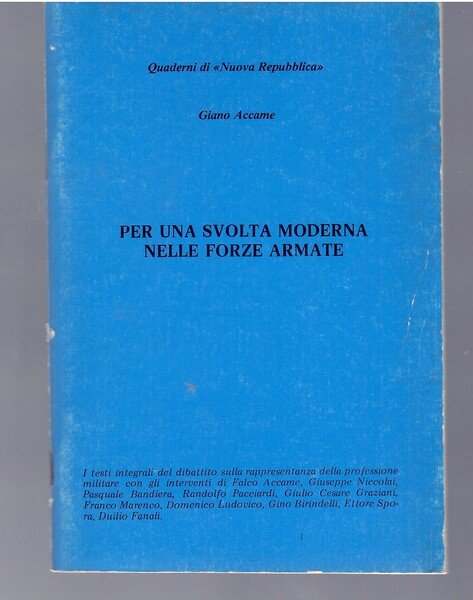 Quaderni di «Nuova Repubblica»
Giano Accame
PER UNA SVOLTA MODERNA
NELLE FORZE ARMATE
I testi integrali del dibattito sulla rappresentanza della professione
militare con gli interventi di Falco Accame, Giuseppe Niccolai,
Pasquale Bandiera, Randolfo Pacciardi, Giulio Cesare Graziani,
Franco Marenco, Domenico Ludovico, Gino Birindelli, Ettore Spo-
ra, Duilio Fanali.